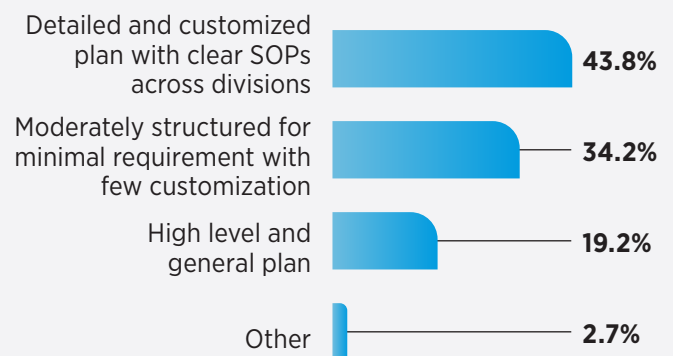 Detailed and customized
plan with clear SOPs
across divisions
43.8%
Moderately structured for
minimal requirement with
few customization
34.2%
High level and
general plan
19.2%
Other
2.7%